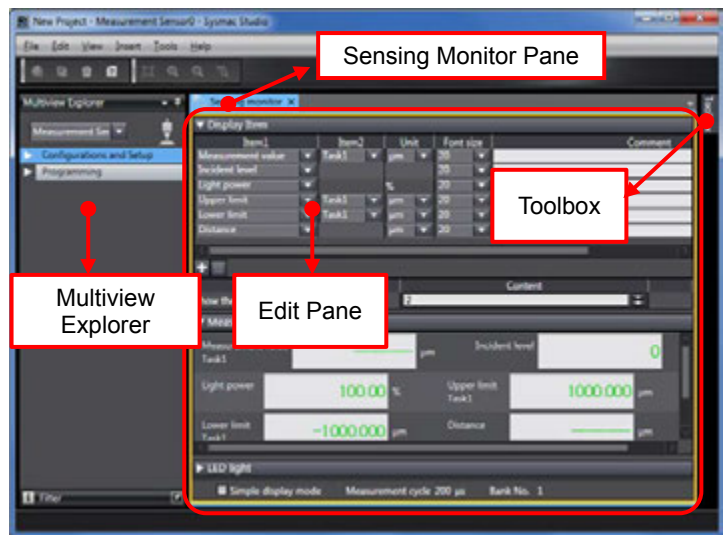 New Project - Measurement Sensor0 - Sysmac Studio
File Edit View Insert Tools Help
Sensing Monitor Pane
Multiview Explorer
Sensing monitor
Display Item
Item1 Item2 Unit Font size Comment
Measurement Sen
Measurement value Task1 μm 20
Configurations and Setup
Incident level 20
Programming
Light power % 20
Upper limit Task1 μm 20
Lower limit Task1 μm 20
Distance μm 20
Toolbox
Multiview
Explorer
Edit Pane
Content
2
Task1
μm
Incident level
0
Light power 100.00 %
Upper limit
Task1
1000.000 μm
Lower limit
Task1
-1000.000 μm
Distance
μm
LED light
Simple display mode Measurement cycle 200 μs Bank No. 1
Filter